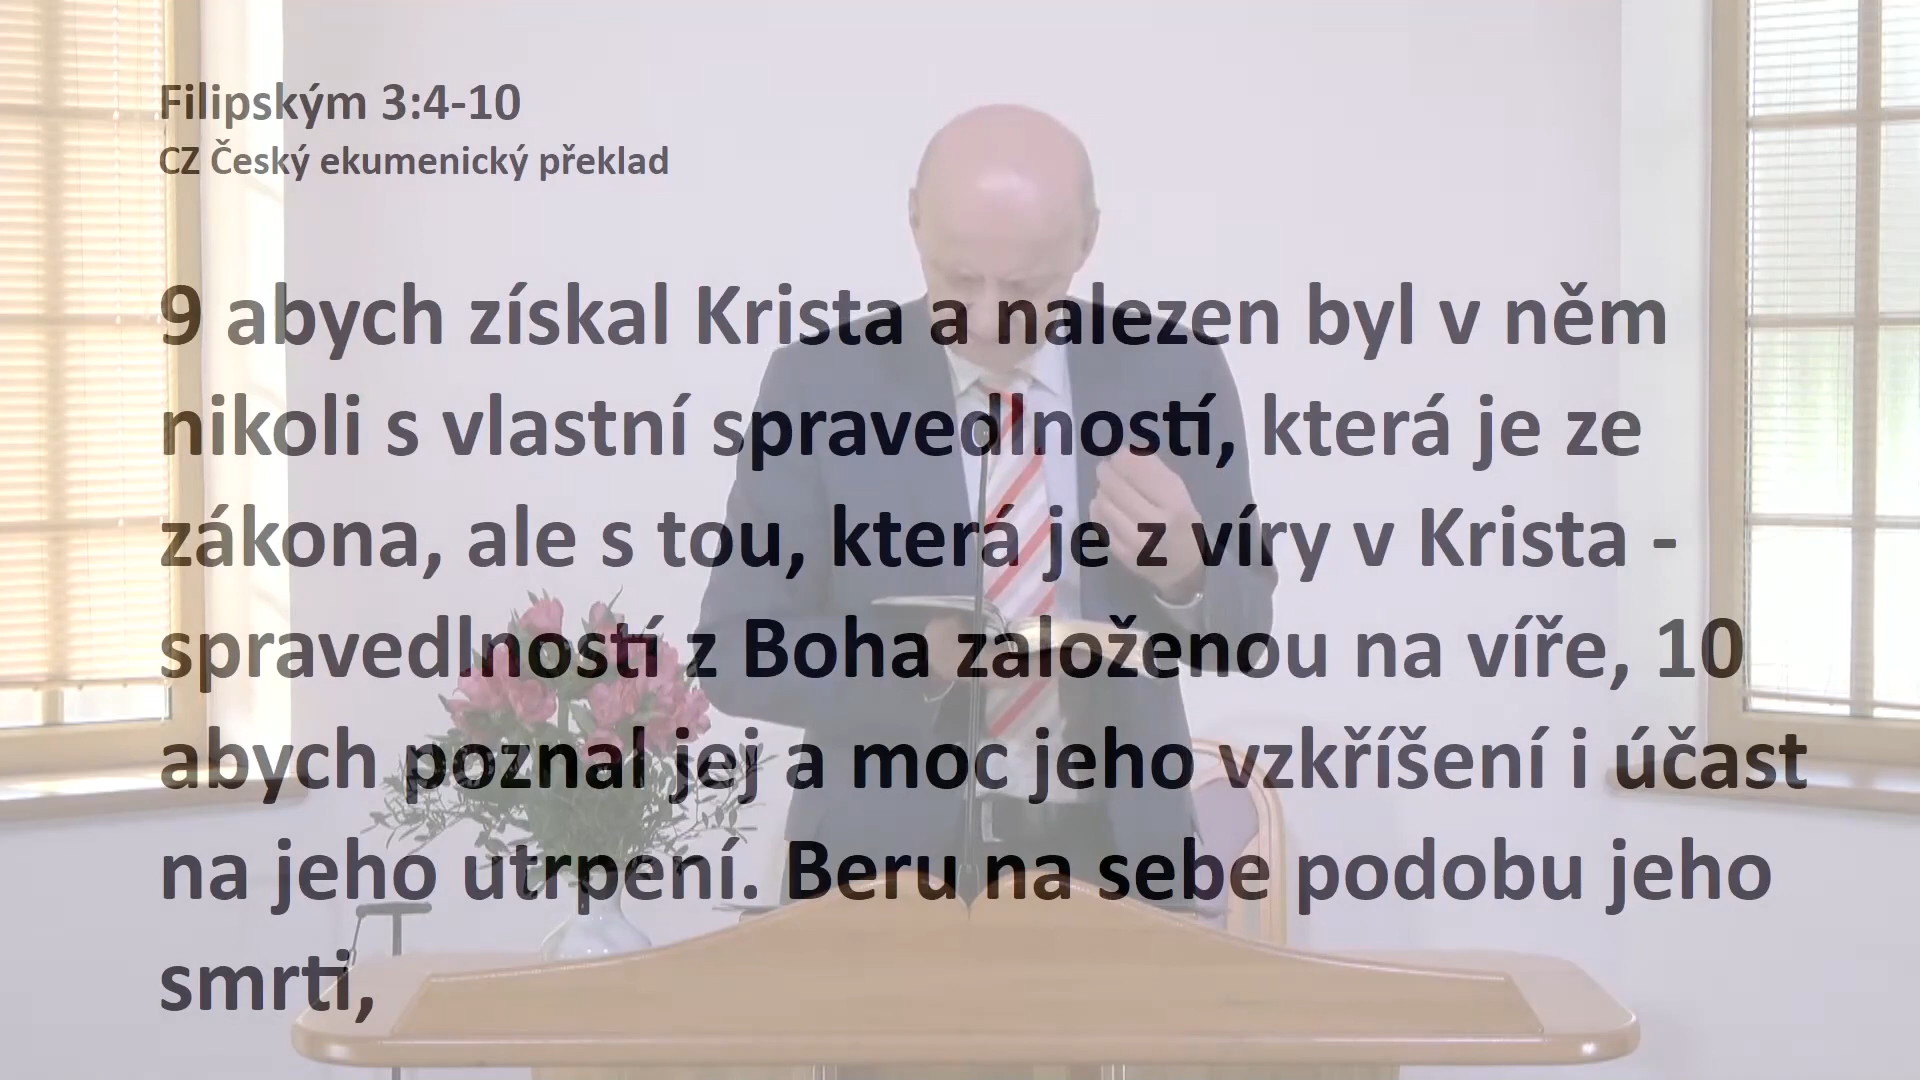 Filipským 3:4-10
CZ Český ekumenický překlad
9 abych získal Krista a nalezen byl v něm
nikoli s vlastní spravedlností, která je ze
zákona, ale s tou, která je z víry v Krista -
spravedlností z Boha založenou na víře, 10
abych poznal jej a moc jeho vzkříšení i účast
na jeho utrpení. Beru na sebe podobu jeho
smrti,